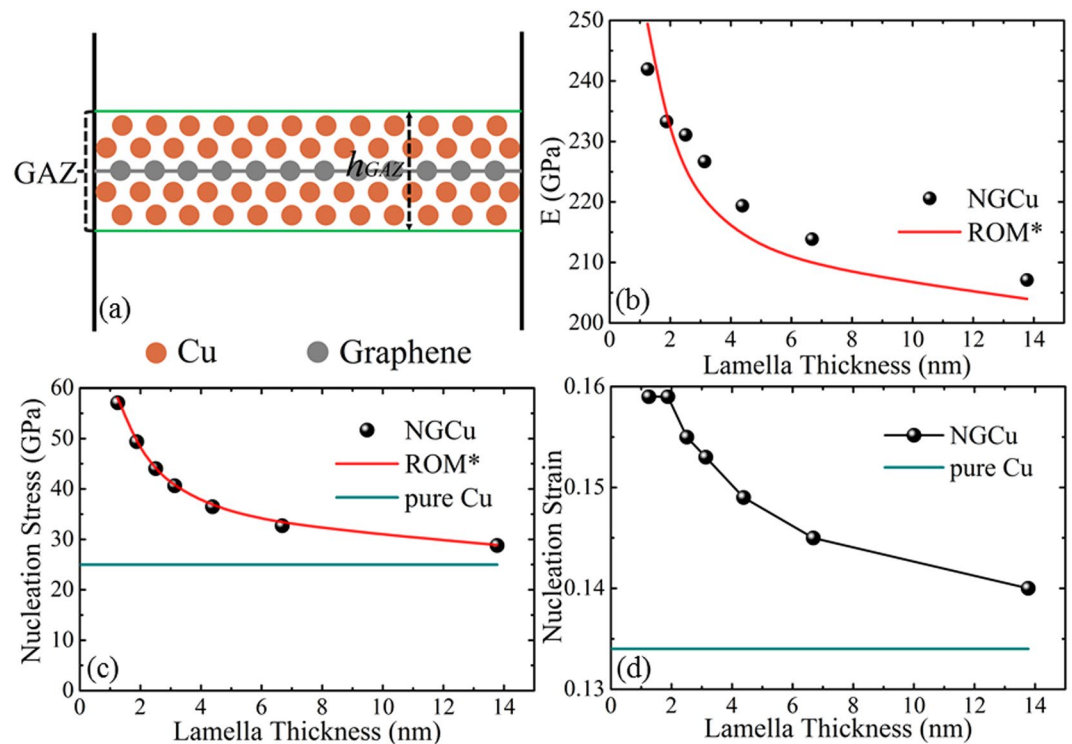 GAZ
hGAZ
(a)
Cu
Graphene
250
240
230
220
210
200
E (GPa)
NGCu
ROM*
(b)
0 2 4 6 8 10 12 14
Lamella Thickness (nm)
60
50
40
30
20
10
0
Nucleation Stress (GPa)
NGCu
ROM*
pure Cu
(c)
0 2 4 6 8 10 12 14
Lamella Thickness (nm)
0.16
0.15
0.14
0.13
Nucleation Strain
NGCu
pure Cu
(d)
0 2 4 6 8 10 12 14
Lamella Thickness (nm)